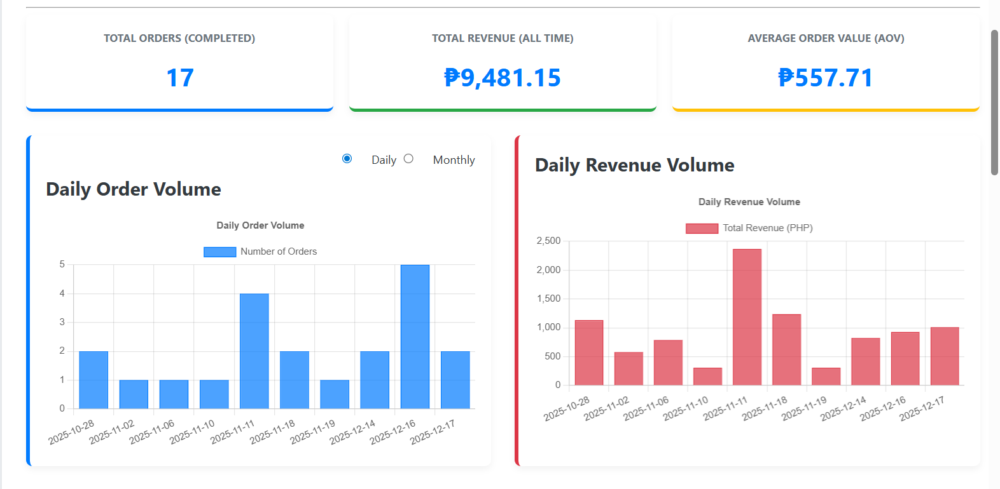 TOTAL ORDERS (COMPLETED)
17
TOTAL REVENUE (ALL TIME)
₱9,481.15
AVERAGE ORDER VALUE (AOV)
₱557.71
Daily Monthly
Daily Order Volume
Daily Order Volume
Number of Orders
5
4
3
2
1
0
2025-10-28 2025-11-02 2025-11-06 2025-11-10 2025-11-11 2025-11-18 2025-11-19 2025-12-14 2025-12-16 2025-12-17
Daily Revenue Volume
Daily Revenue Volume
Total Revenue (PHP)
2,500
2,000
1,500
1,000
500
0
2025-10-28 2025-11-02 2025-11-06 2025-11-10 2025-11-11 2025-11-18 2025-11-19 2025-12-14 2025-12-16 2025-12-17